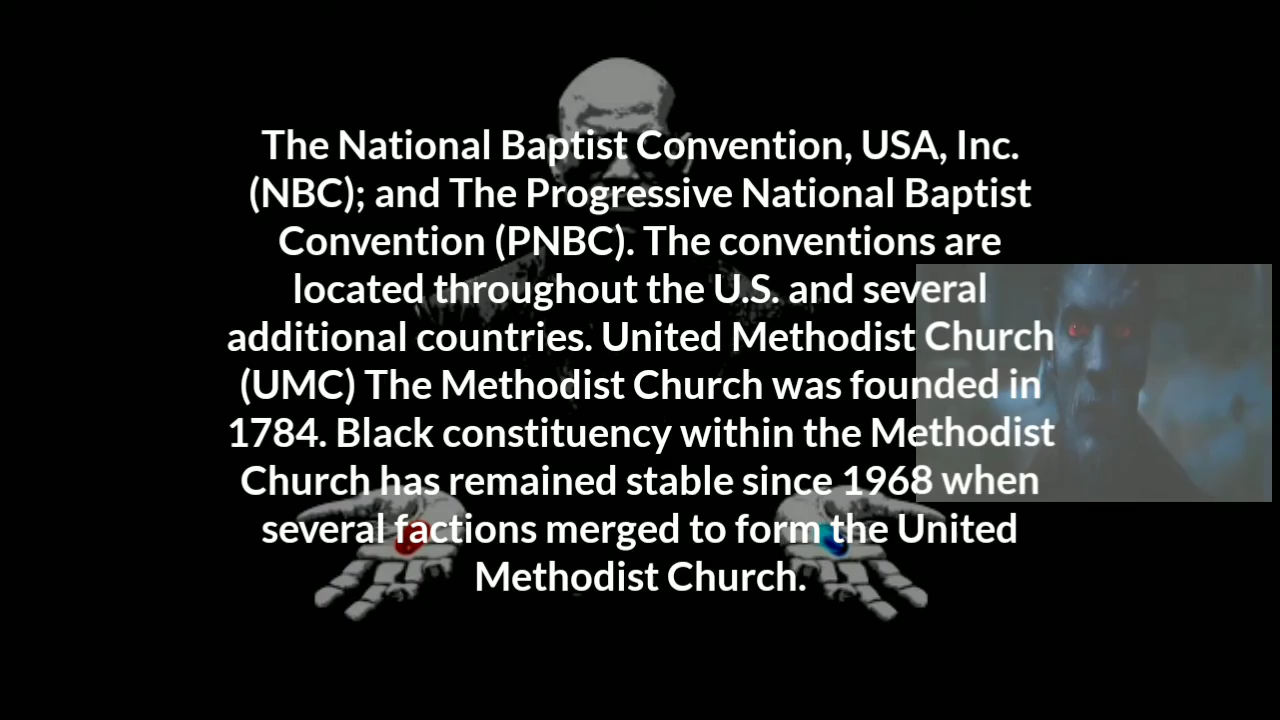 The National Baptist Convention, USA, Inc.
(NBC); and The Progressive National Baptist
Convention (PNBC). The conventions are
located throughout the U.S. and several
additional countries. United Methodist Church
(UMC) The Methodist Church was founded in
1784. Black constituency within the Methodist
Church has remained stable since 1968 when
several factions merged to form the United
Methodist Church.